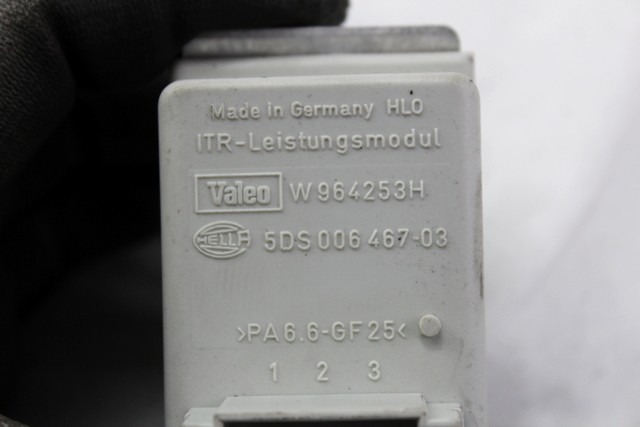 Made in Germany HLO
ITR-Leistungsmodul
Valeo W964253H
HELLA 5DS 006 467-03
>PA6.6-GF25<
1 2 3